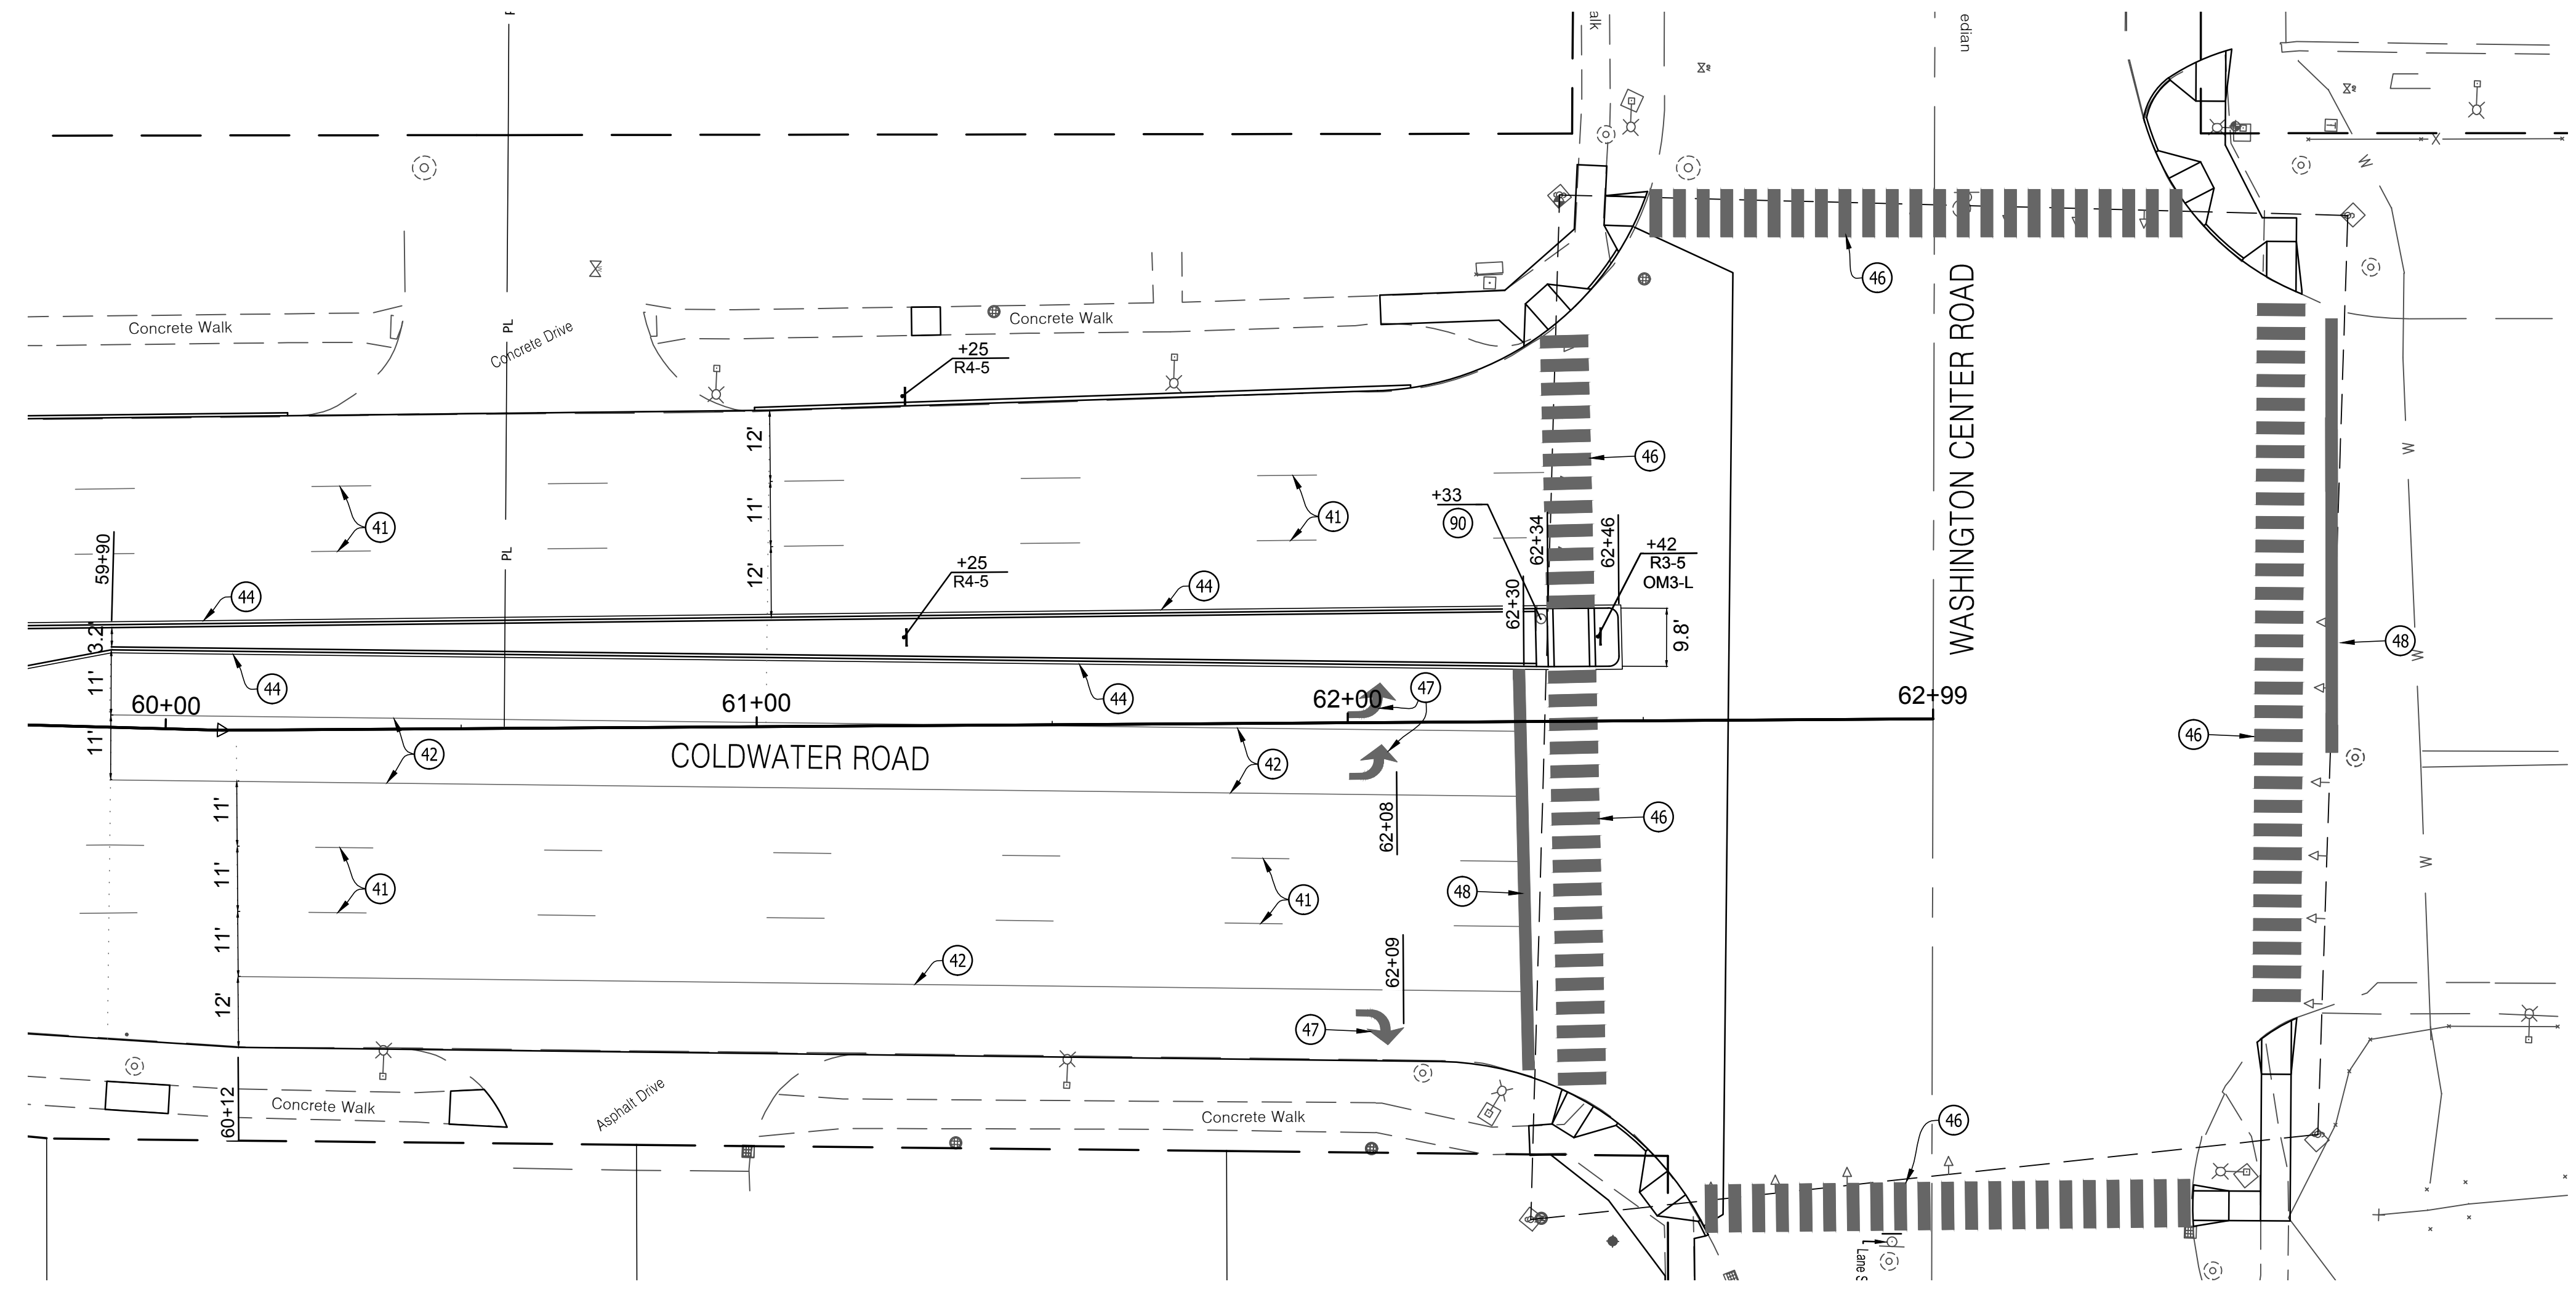 alk
edian
PL
Concrete Walk
Concrete Drive
Concrete Walk
+25
R4-5
46
WASHINGTON CENTER ROAD
X
W
T
12'
11'
12'
41
41
46
+33
90
62+34
62+46
+42
R3-5
OM3-L
62+30
59+90
PL
+25
R4-5
44
44
3.2'
11'
11'
44
44
9.8'
W
W
48
60+00
61+00
62+00
47
62+99
42
COLDWATER ROAD
42
46
62+08
46
11'
11'
11'
12'
41
41
48
W
42
62+09
47
60+12
Concrete Walk
Asphalt Drive
Concrete Walk
46
Lane S